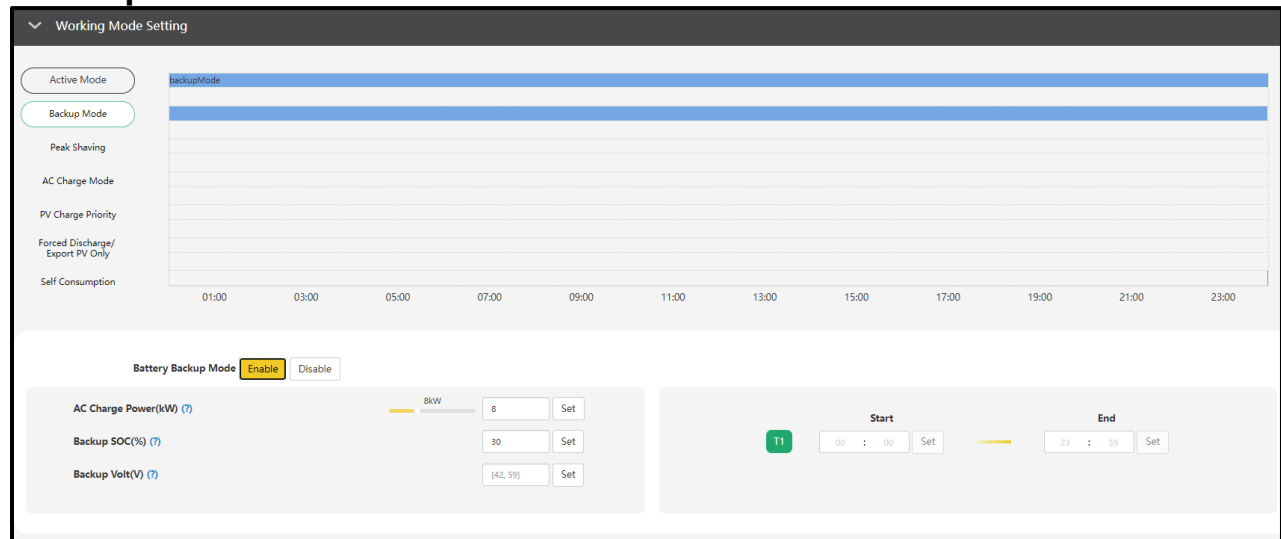 Working Mode Setting
Active Mode
backupMode
Backup Mode
Peak Shaving
AC Charge Mode
PV Charge Priority
Forced Discharge/
Export PV Only
Self Consumption
01:00 03:00 05:00 07:00 09:00 11:00 13:00 15:00 17:00 19:00 21:00 23:00
Battery Backup Mode Enable Disable
AC Charge Power(kW) (?) 8kW 8 Set
Backup SOC(%) (?) 30 Set
Backup Volt(V) (?) [42, 59] Set
Start End
T1 00 : 00 Set 23 : 59 Set